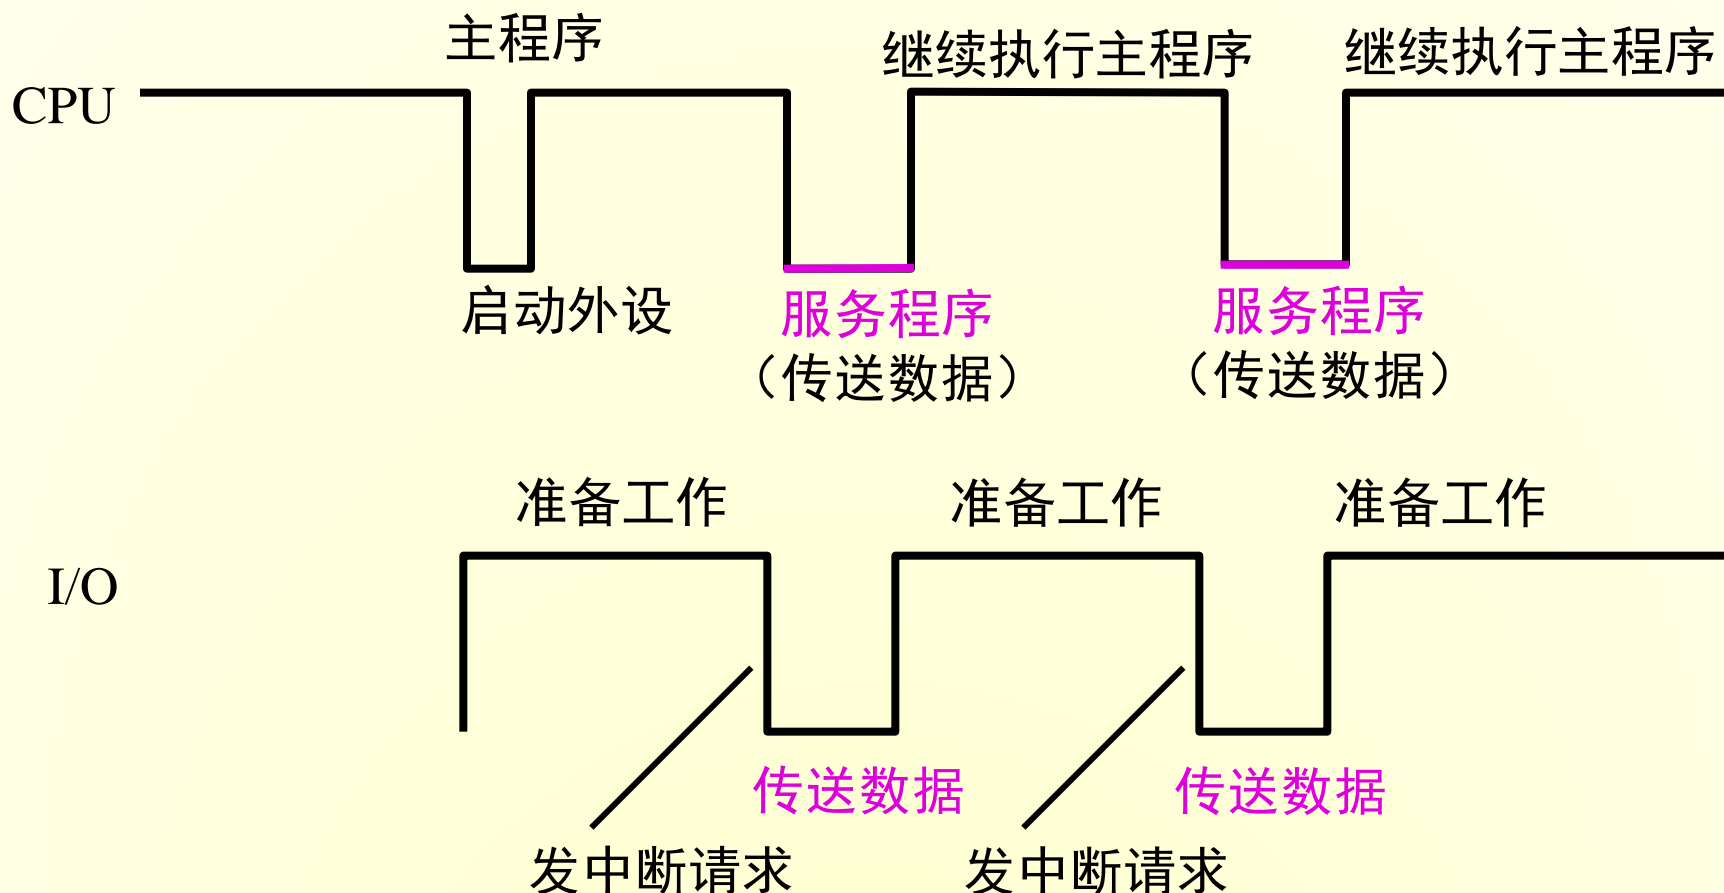 主程序
继续执行主程序
继续执行主程序
CPU
启动外设
服务程序
(传送数据)
服务程序
(传送数据)
准备工作
准备工作
准备工作
I/O
传送数据
传送数据
发中断请求
发中断请求